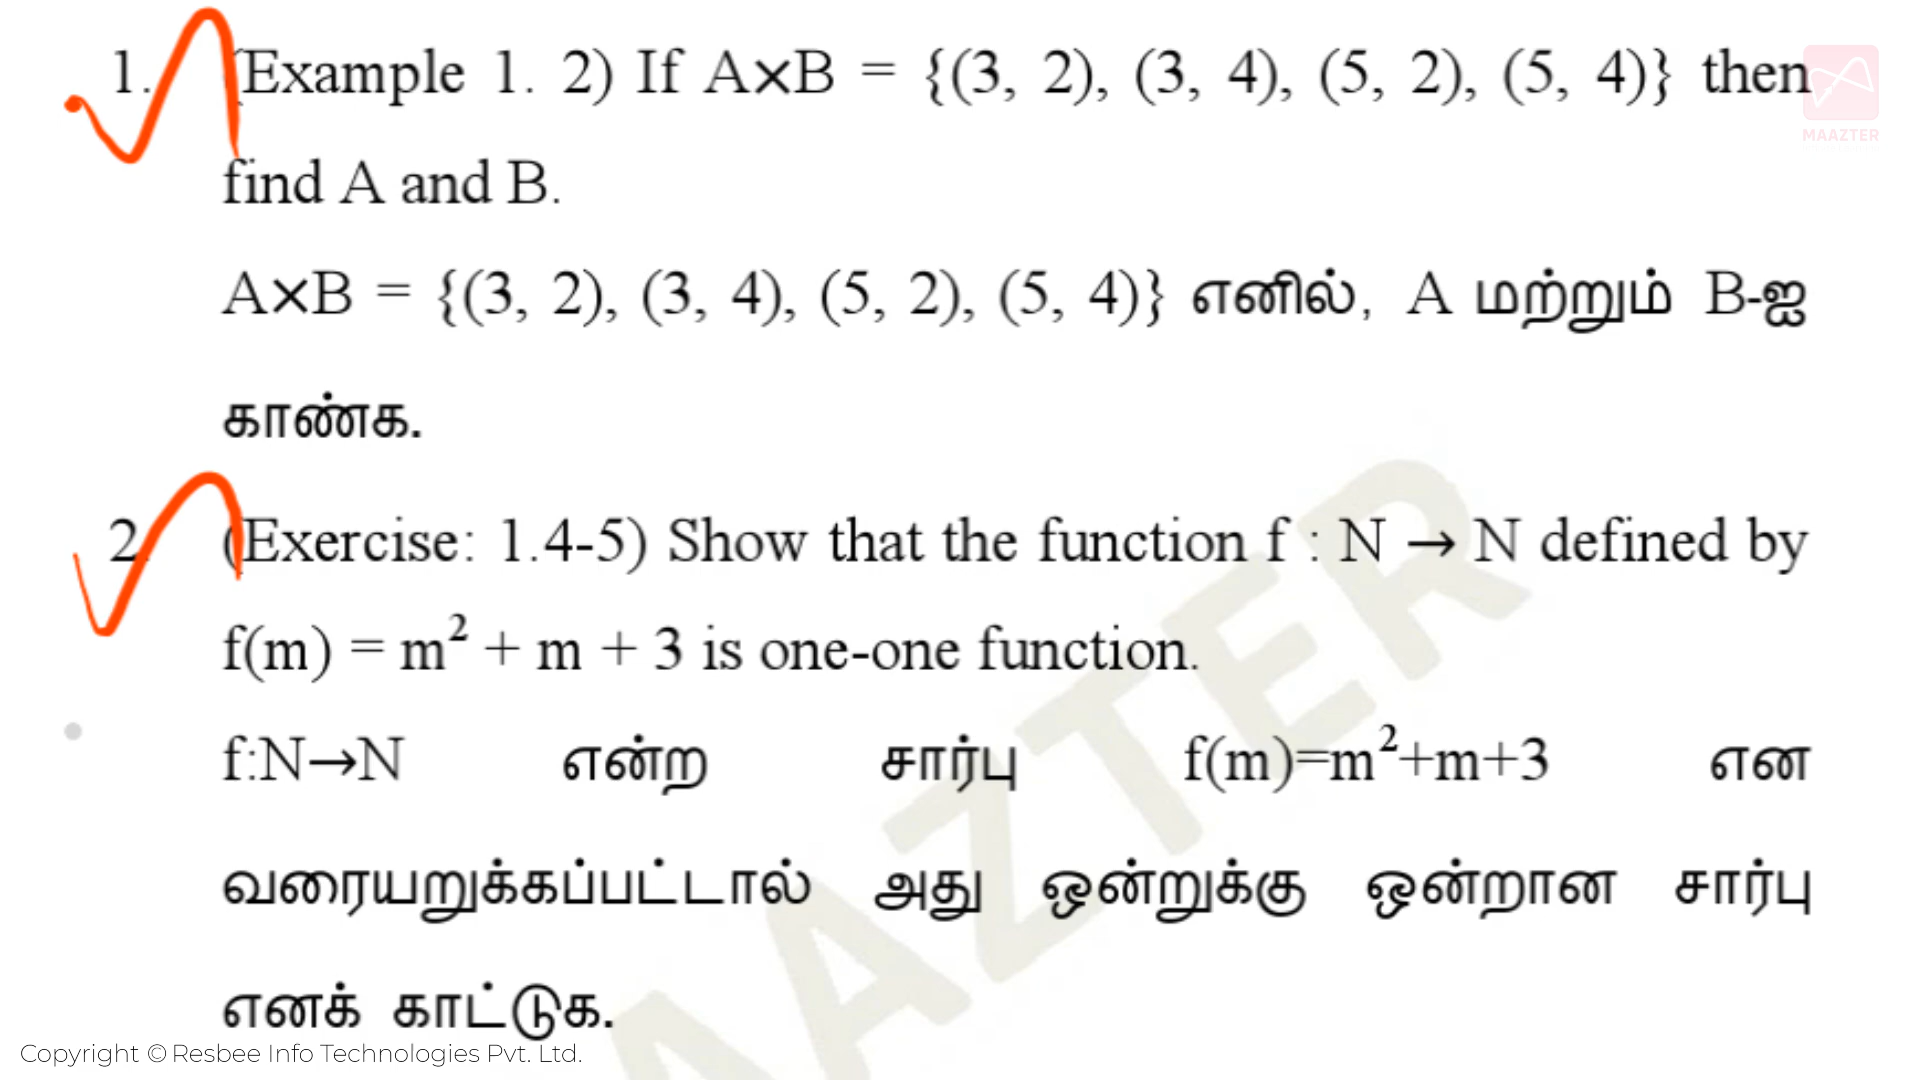 1. (Example 1. 2) If A×B = {(3, 2), (3, 4), (5, 2), (5, 4)} then
MAAZTER
find A and B.
A×B = {(3, 2), (3, 4), (5, 2), (5, 4)} எனில், A மற்றும் B-ஐ
காண்க.
2. (Exercise: 1.4-5) Show that the function f : N → N defined by
f(m) = m² + m + 3 is one-one function.
f:N→N என்ற சார்பு f(m)=m²+m+3 என
வரையறுக்கப்பட்டால் அது ஒன்றுக்கு ஒன்றான சார்பு
எனக் காட்டுக.
MAAZTER
Copyright © Resbee Info Technologies Pvt. Ltd.